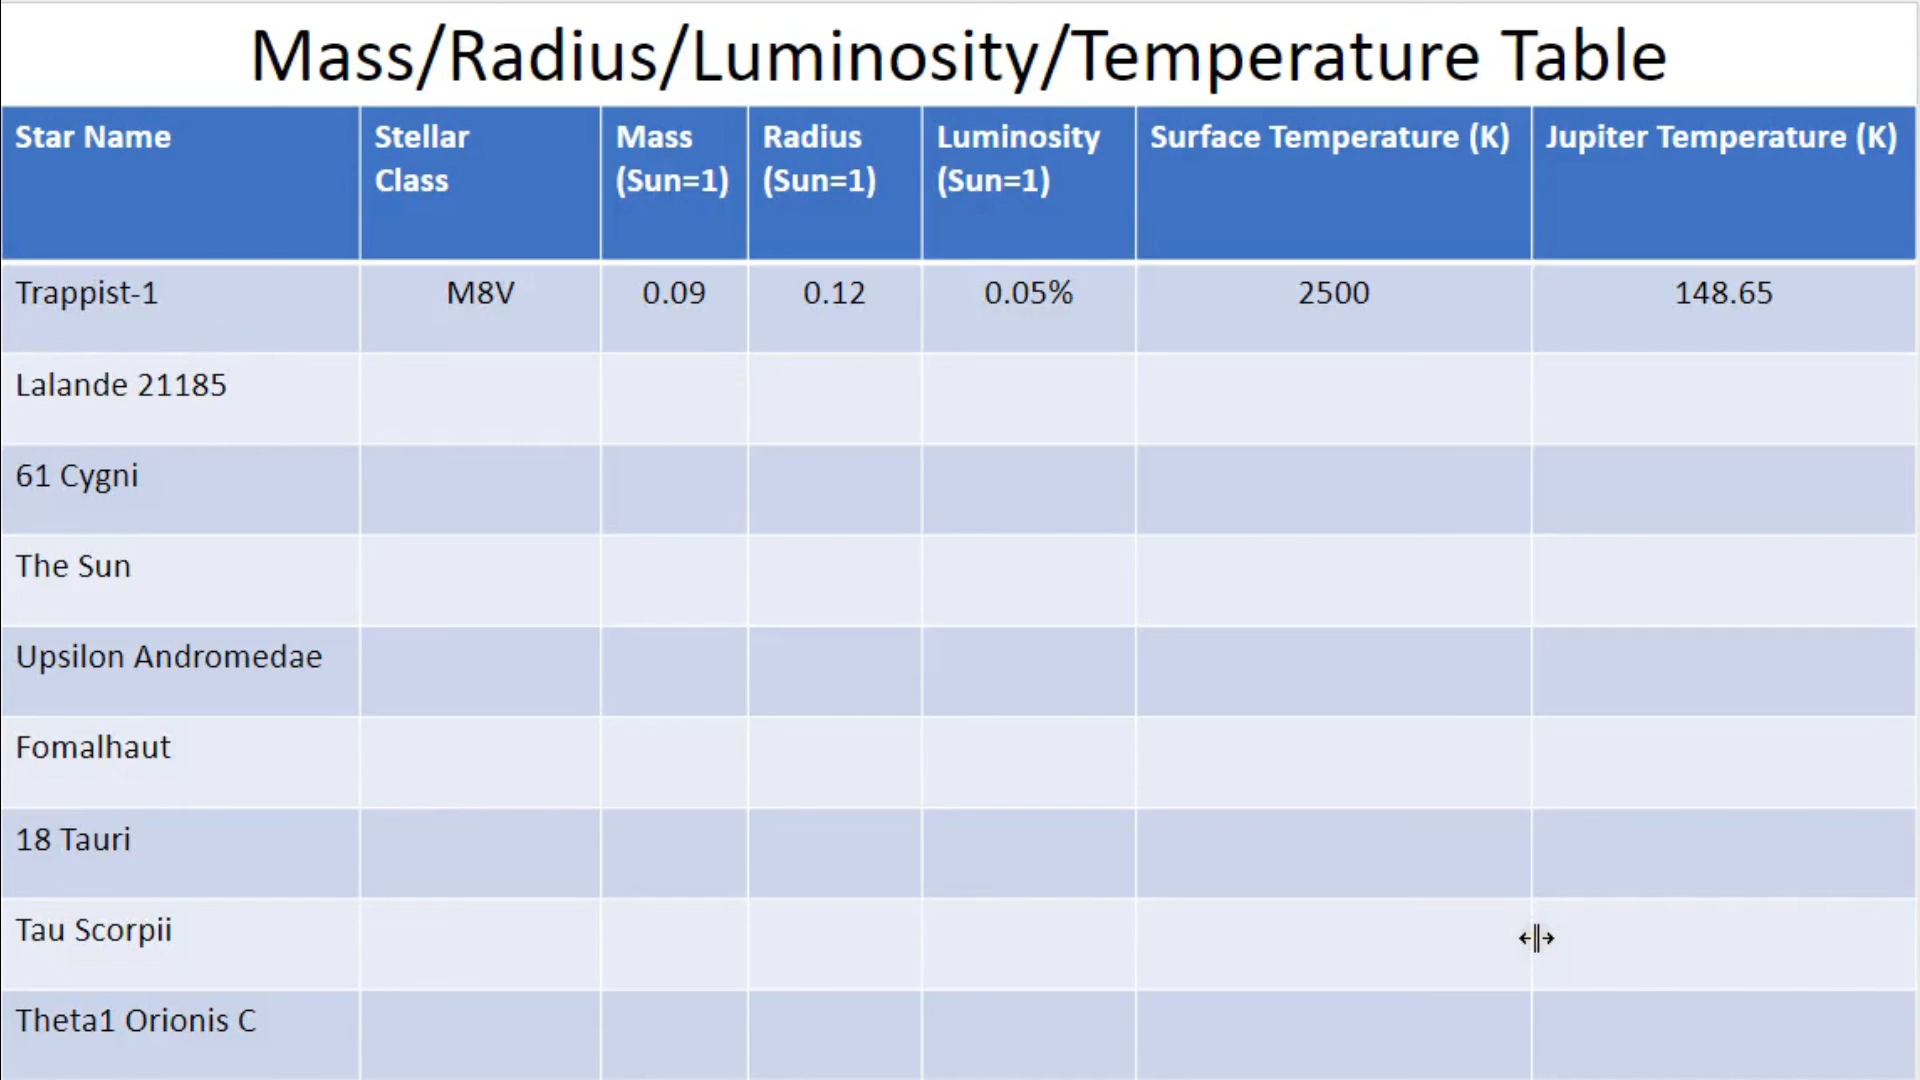 Mass/Radius/Luminosity/Temperature Table
Star Name
Stellar
Class
Mass
(Sun=1)
Radius
(Sun=1)
Luminosity
(Sun=1)
Surface Temperature (K)
Jupiter Temperature (K)
Trappist-1 M8V 0.09 0.12 0.05% 2500 148.65
Lalande 21185
61 Cygni
The Sun
Upsilon Andromedae
Fomalhaut
18 Tauri
Tau Scorpii
Theta1 Orionis C